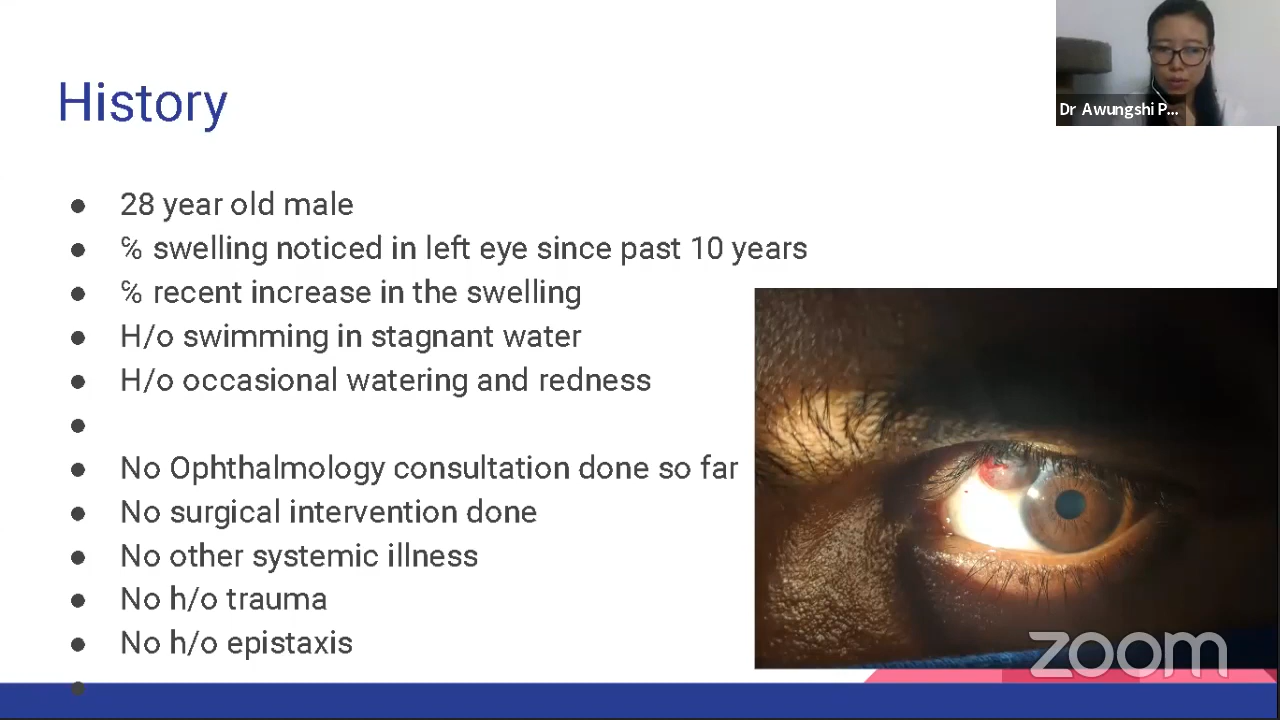 Dr Awungshi P...
History
● 28 year old male
● ℅ swelling noticed in left eye since past 10 years
● ℅ recent increase in the swelling
● H/o swimming in stagnant water
● H/o occasional watering and redness
●
● No Ophthalmology consultation done so far
● No surgical intervention done
● No other systemic illness
● No h/o trauma
● No h/o epistaxis
●
zoom